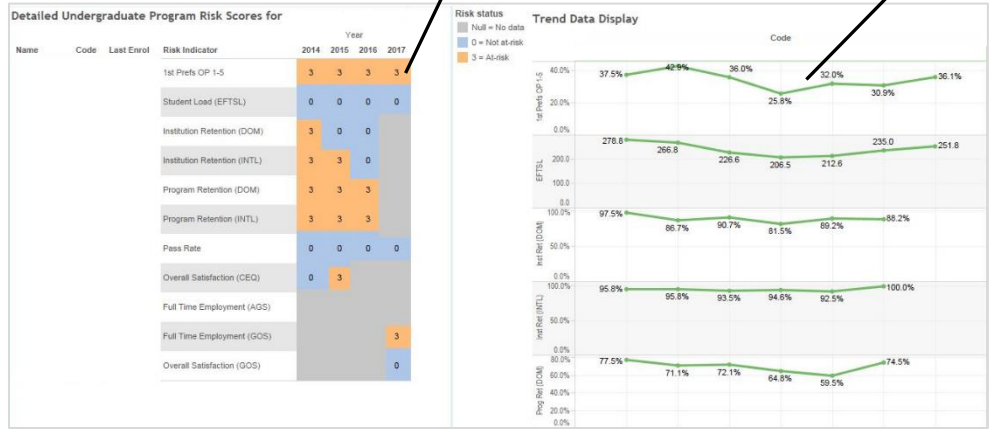 Detailed Undergraduate Program Risk Scores for
Year
Name Code Last Enrol Risk Indicator 2014 2015 2016 2017
1st Prefs OP 1-5 3 3 3 3
Student Load (EFTSL) 0 0 0 0
Institution Retention (DOM) 3 0 0
Institution Retention (INTL) 3 3 0
Program Retention (DOM) 3 3 3
Program Retention (INTL) 3 3 3
Pass Rate 0 0 0 0
Overall Satisfaction (CEQ) 0 3
Full Time Employment (AGS)
Full Time Employment (GOS) 3
Overall Satisfaction (GOS) 0
Risk status
Null = No data
0 = Not at-risk
3 = At-risk
Trend Data Display
Code
1st Prefs OP 1-5
40.0%
20.0%
0.0%
37.5% 42.9% 36.0% 25.8% 32.0% 30.9% 36.1%
EFTSL
200.0
100.0
0.0
278.8 266.8 226.6 206.5 212.6 235.0 251.8
Inst Ret (DOM)
100.0%
50.0%
0.0%
97.5% 86.7% 90.7% 81.5% 89.2% 88.2%
Inst Ret (INTL)
100.0%
50.0%
0.0%
95.8% 95.8% 93.5% 94.6% 92.5% 100.0%
Prog Ret (DOM)
80.0%
60.0%
40.0%
20.0%
0.0%
77.5% 71.1% 72.1% 64.8% 59.5% 74.5%